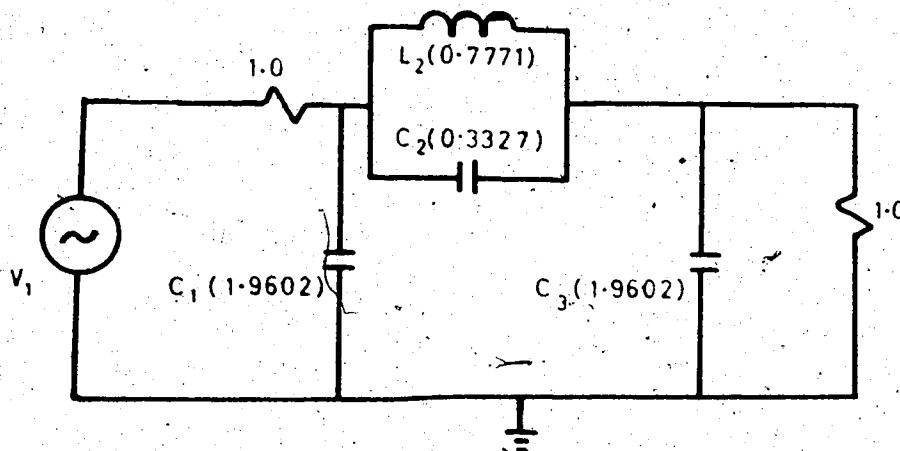 L₂(0·7771)
1·0
C₂(0·3327)
1·0
V₁
C₁(1·9602)
C₃(1·9602)